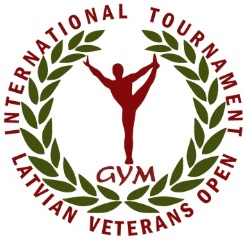 INTERNATIONAL TOURNAMENT
GYM
LATVIAN VETERANS OPEN